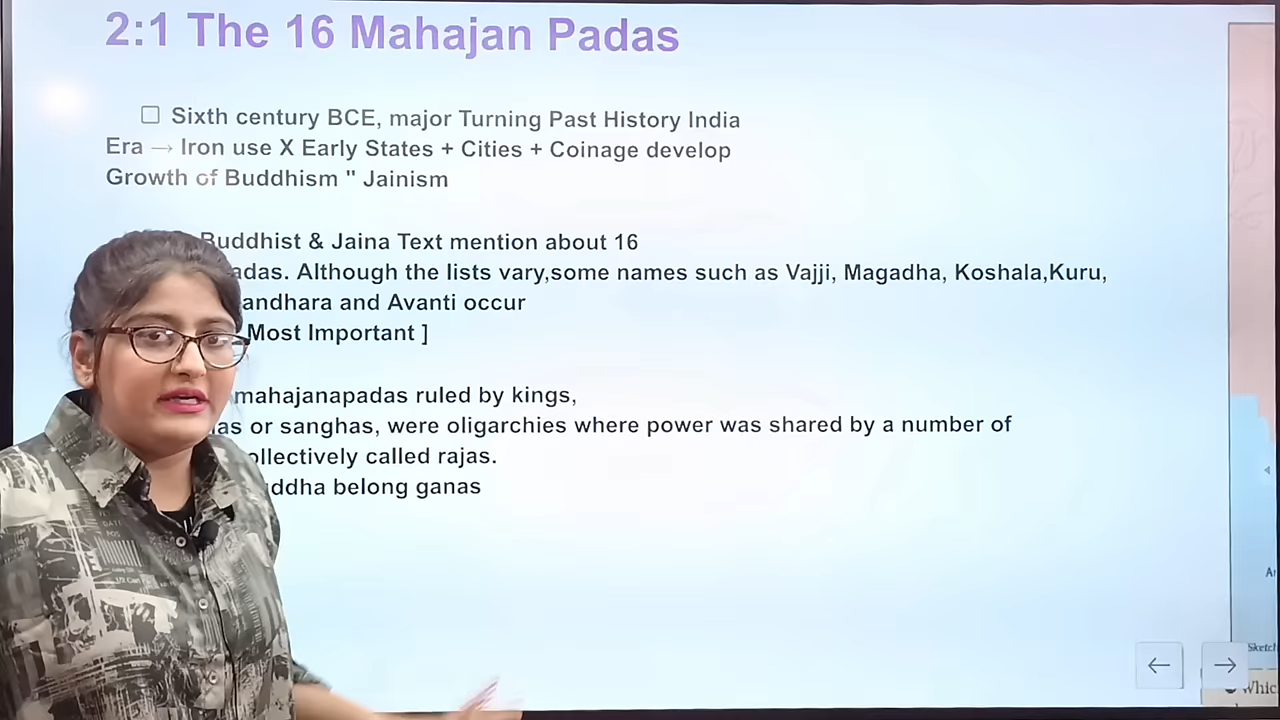 2:1 The 16 Mahajan Padas
Sixth century BCE, major Turning Past History India
Era → Iron use X Early States + Cities + Coinage develop
Growth of Buddhism " Jainism
Buddhist & Jaina Text mention about 16
adas. Although the lists vary,some names such as Vajji, Magadha, Koshala,Kuru,
andhara and Avanti occur
Most Important ]
mahajanapadas ruled by kings,
or sanghas, were oligarchies where power was shared by a number of
ollectively called rajas.
uddha belong ganas
← →